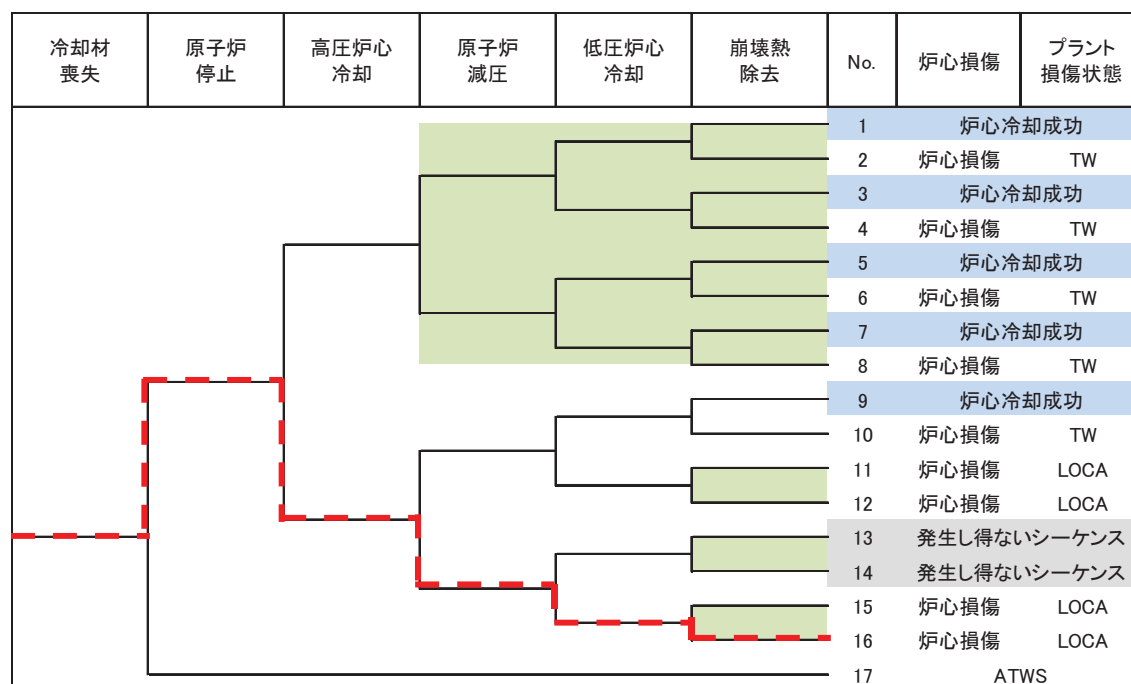 冷却材
喪失
原子炉
停止
高圧炉心
冷却
原子炉
減圧
低圧炉心
冷却
崩壊熱
除去
No.
炉心損傷
プラント
損傷状態
1 炉心冷却成功
2 炉心損傷 TW
3 炉心冷却成功
4 炉心損傷 TW
5 炉心冷却成功
6 炉心損傷 TW
7 炉心冷却成功
8 炉心損傷 TW
9 炉心冷却成功
10 炉心損傷 TW
11 炉心損傷 LOCA
12 炉心損傷 LOCA
13 発生し得ないシーケンス
14 発生し得ないシーケンス
15 炉心損傷 LOCA
16 炉心損傷 LOCA
17 ATWS